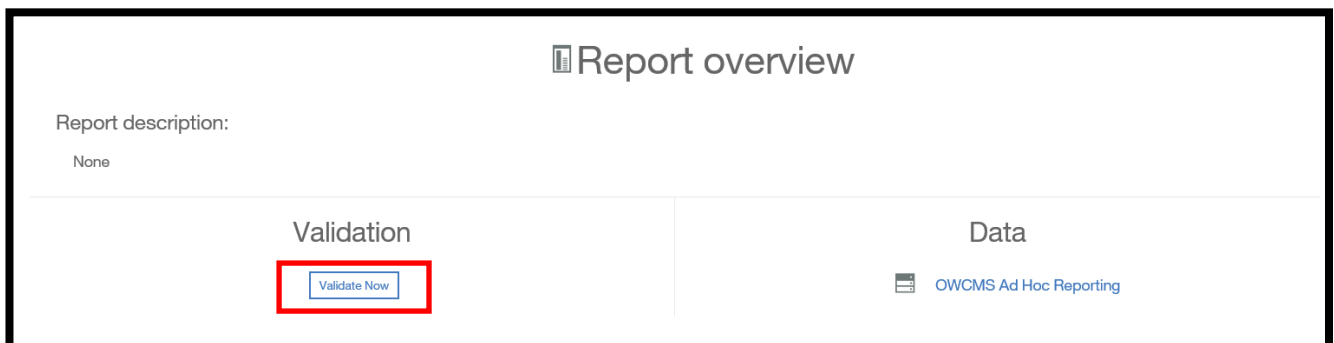 Report overview
Report description:
None
Validation
Validate Now
Data
OWCMS Ad Hoc Reporting